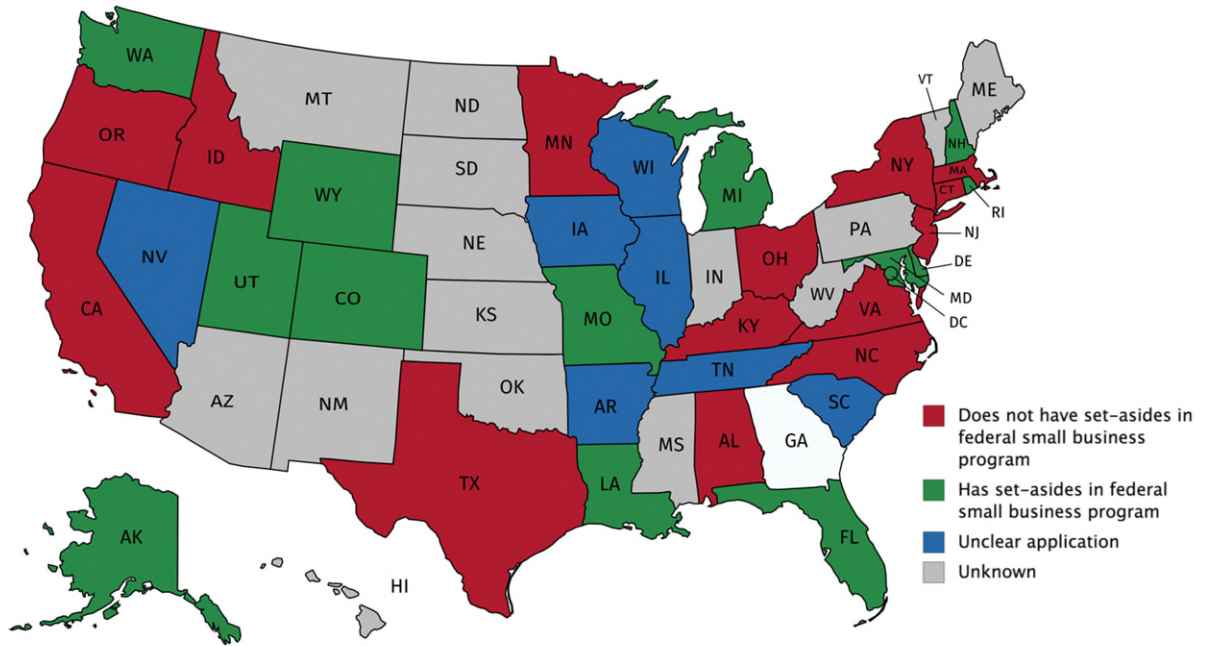 WA
MT
ND
MN
VT
ME
OR
ID
SD
WI
NY
NH
MA
CT
RI
WY
MI
NE
IA
PA
NJ
NV
UT
CO
IL
IN
OH
DE
CA
KS
MO
WV
VA
MD
KY
DC
NC
TN
AZ
NM
OK
AR
SC
MS
AL
GA
TX
LA
FL
AK
HI
Does not have set-asides in
federal small business
program
Has set-asides in federal
small business program
Unclear application
Unknown